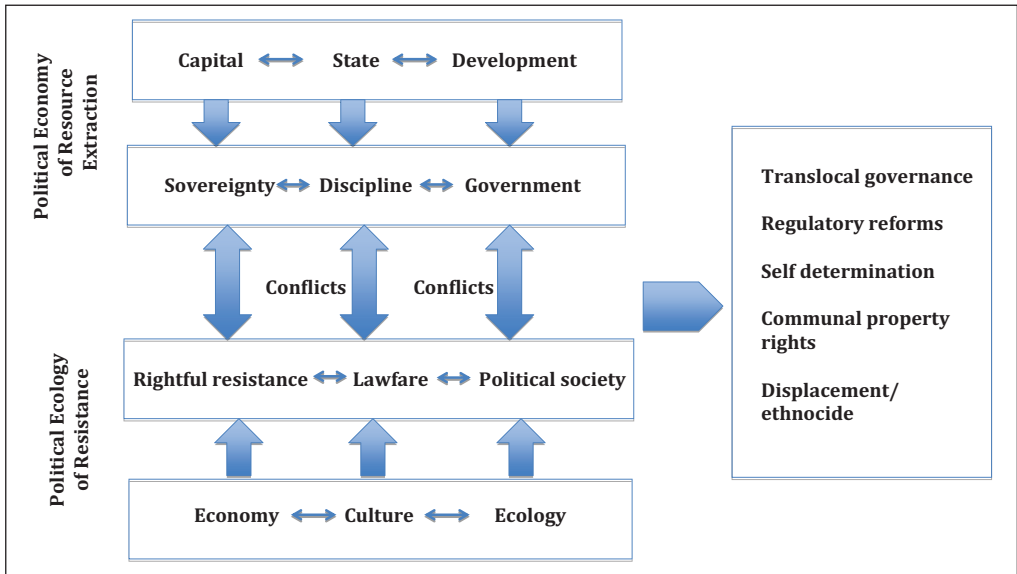 Political Economy
of Resource
Extraction
Capital State Development
Sovereignty Discipline Government
Conflicts Conflicts
Political Ecology
of Resistance
Rightful resistance Lawfare Political society
Economy Culture Ecology
Translocal governance
Regulatory reforms
Self determination
Communal property
rights
Displacement/
ethnocide